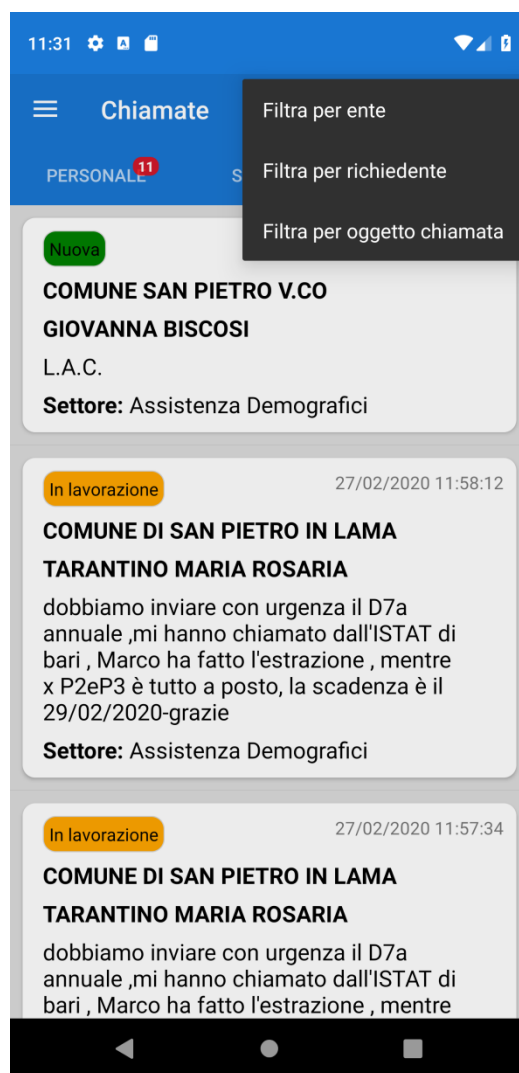 11:31
Chiamate
Filtra per ente
Filtra per richiedente
Filtra per oggetto chiamata
PERSONALE 11
S
Nuova
COMUNE SAN PIETRO V.CO
GIOVANNA BISCOSI
L.A.C.
Settore: Assistenza Demografici
In lavorazione 27/02/2020 11:58:12
COMUNE DI SAN PIETRO IN LAMA
TARANTINO MARIA ROSARIA
dobbiamo inviare con urgenza il D7a
annuale ,mi hanno chiamato dall'ISTAT di
bari , Marco ha fatto l'estrazione , mentre
x P2eP3 è tutto a posto, la scadenza è il
29/02/2020-grazie
Settore: Assistenza Demografici
In lavorazione 27/02/2020 11:57:34
COMUNE DI SAN PIETRO IN LAMA
TARANTINO MARIA ROSARIA
dobbiamo inviare con urgenza il D7a
annuale ,mi hanno chiamato dall'ISTAT di
bari , Marco ha fatto l'estrazione , mentre